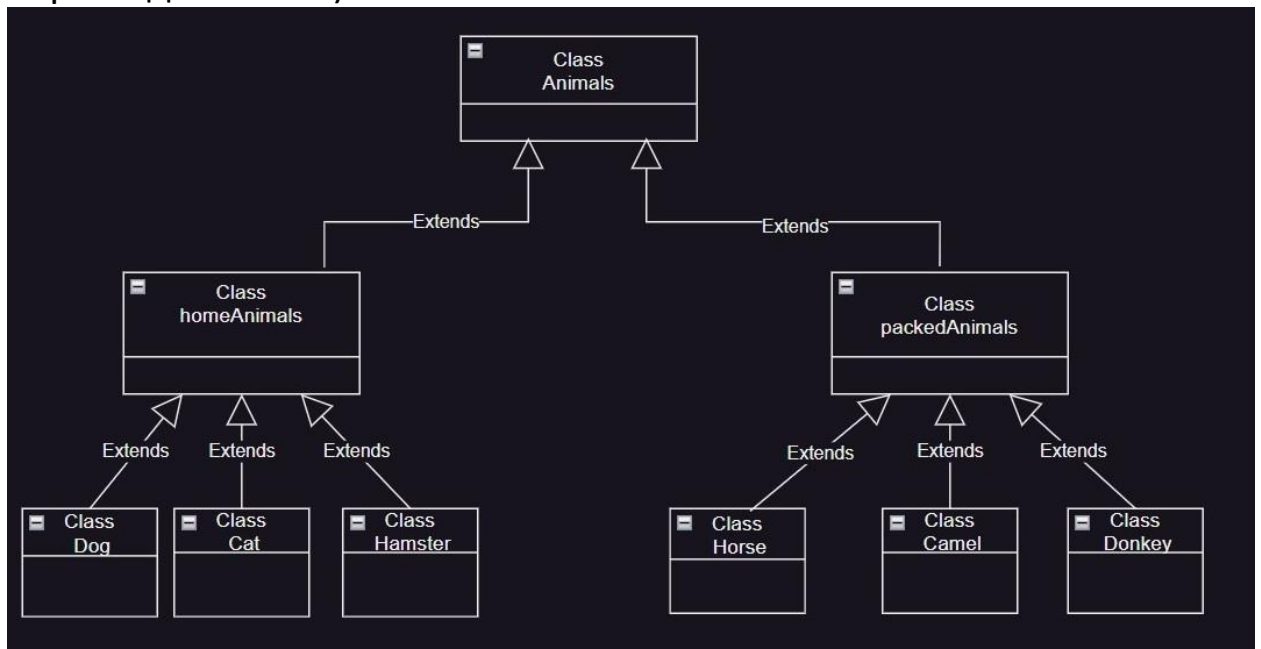 Class
Animals
Extends
Extends
Class
homeAnimals
Class
packedAnimals
Extends
Extends
Extends
Extends
Extends
Extends
Class
Dog
Class
Cat
Class
Hamster
Class
Horse
Class
Camel
Class
Donkey